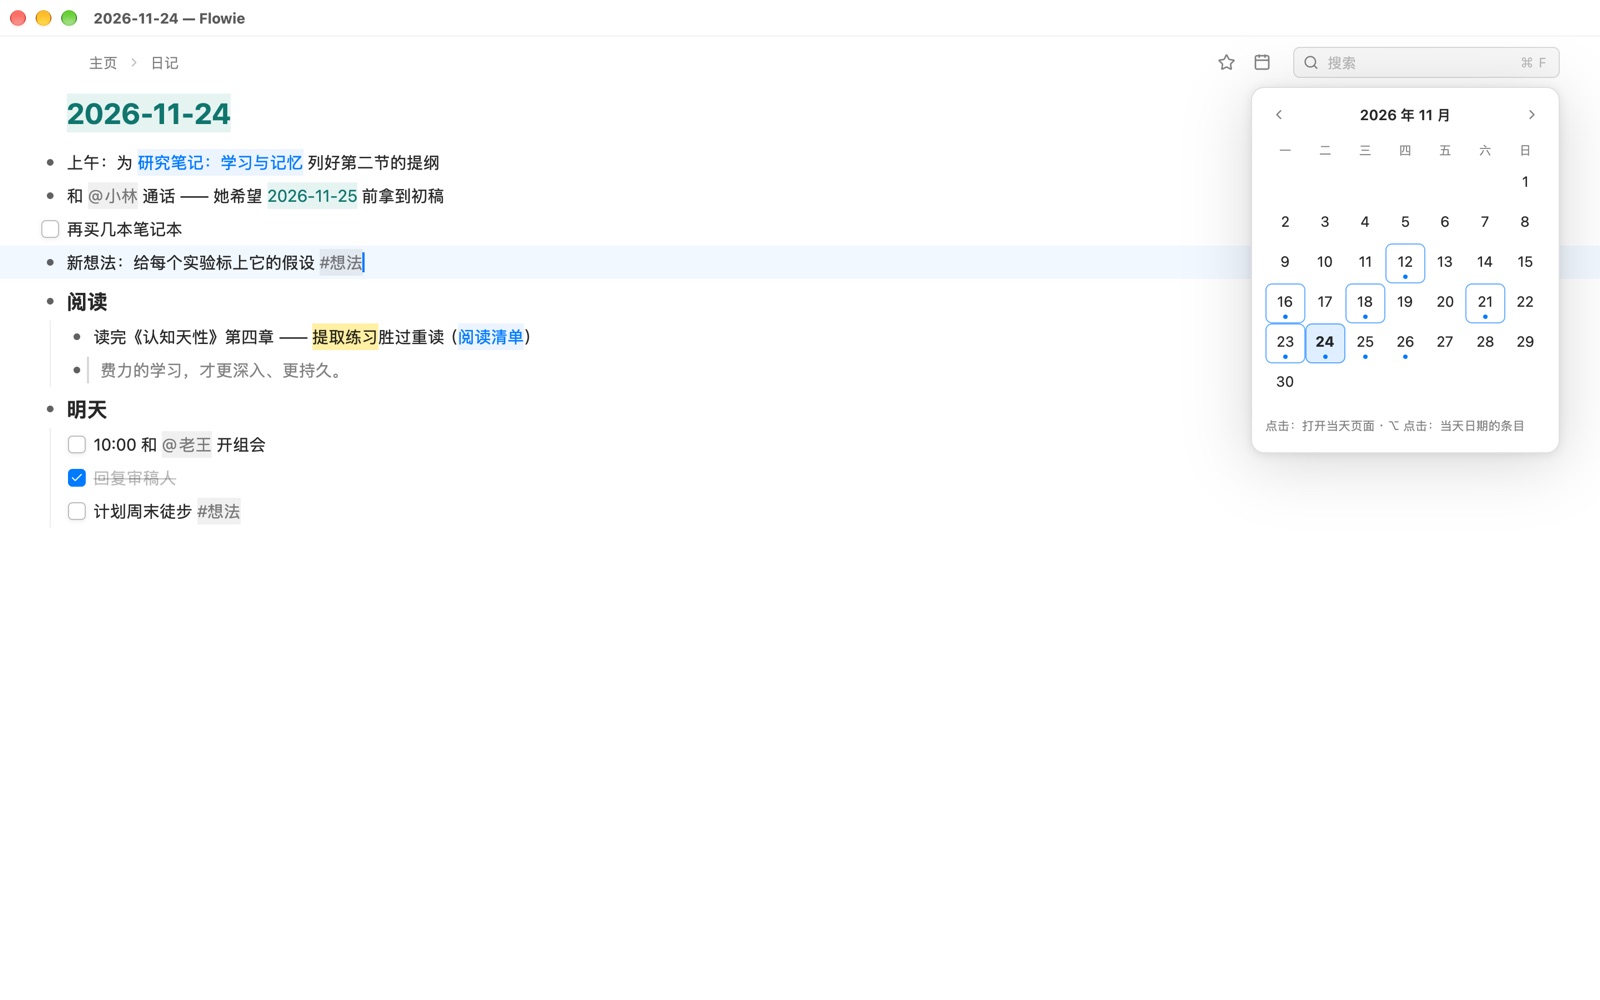 2026-11-24 — Flowie
主页 > 日记
搜索 ⌘ F
2026-11-24
上午：为 研究笔记：学习与记忆 列好第二节的提纲
和 @小林 通话 —— 她希望 2026-11-25 前拿到初稿
再买几本笔记本
新想法：给每个实验标上它的假设 #想法
阅读
读完《认知天性》第四章 —— 提取练习胜过重读（阅读清单）
费力的学习，才更深入、更持久。
明天
10:00 和 @老王 开组会
回复审稿人
计划周末徒步 #想法
2026 年 11 月
一 二 三 四 五 六 日
1
2 3 4 5 6 7 8
9 10 11 12 13 14 15
16 17 18 19 20 21 22
23 24 25 26 27 28 29
30
点击：打开当天页面 · ⌥ 点击：当天日期的条目